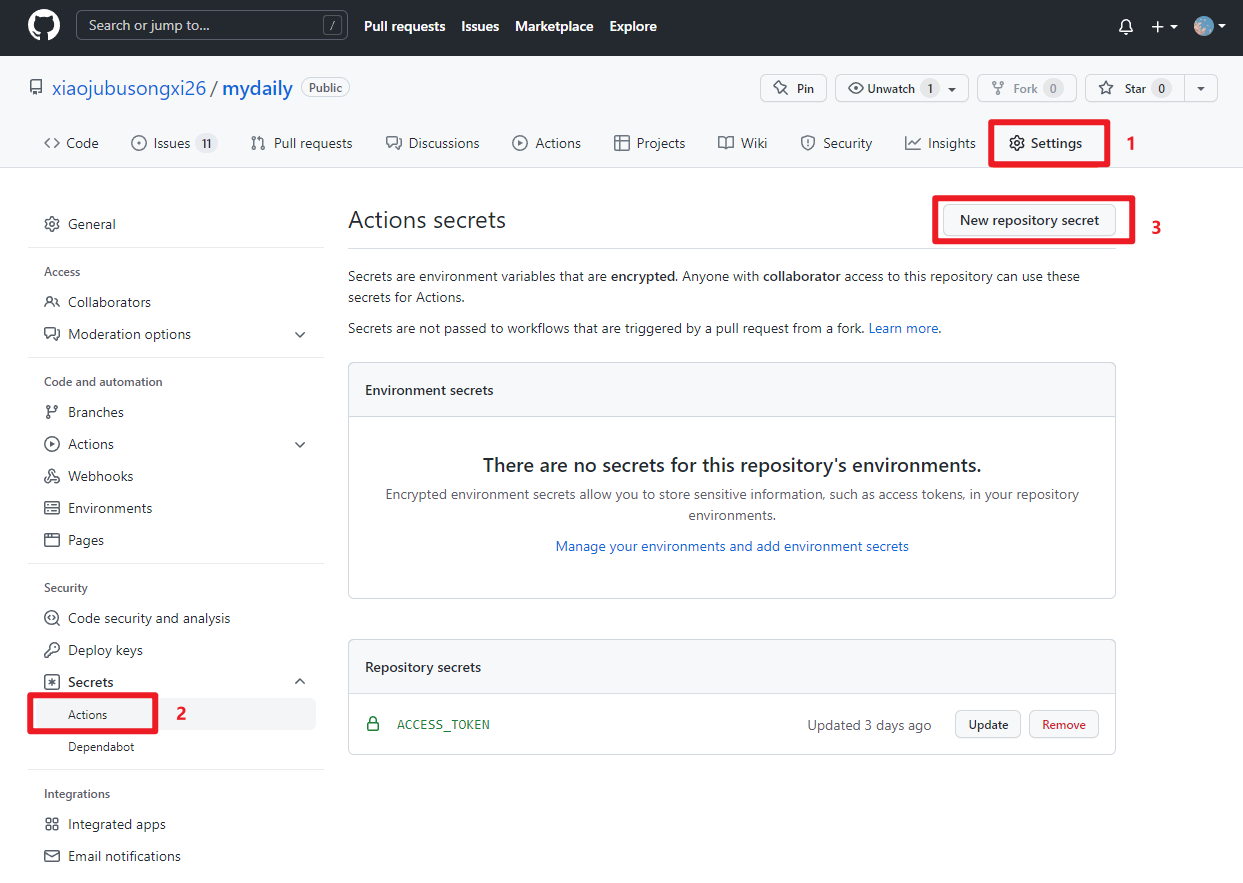 Search or jump to... /
Pull requests Issues Marketplace Explore
xiaojubusongxi26 / mydaily Public
Pin Unwatch 1 Fork 0 Star 0
Code Issues 11 Pull requests Discussions Actions Projects Wiki Security Insights Settings 1
General
Access
Collaborators
Moderation options
Code and automation
Branches
Actions
Webhooks
Environments
Pages
Security
Code security and analysis
Deploy keys
Secrets
Actions 2
Dependabot
Integrations
Integrated apps
Email notifications
Actions secrets
New repository secret 3
Secrets are environment variables that are encrypted. Anyone with collaborator access to this repository can use these
secrets for Actions.
Secrets are not passed to workflows that are triggered by a pull request from a fork. Learn more.
Environment secrets
There are no secrets for this repository's environments.
Encrypted environment secrets allow you to store sensitive information, such as access tokens, in your repository
environments.
Manage your environments and add environment secrets
Repository secrets
ACCESS_TOKEN Updated 3 days ago Update Remove